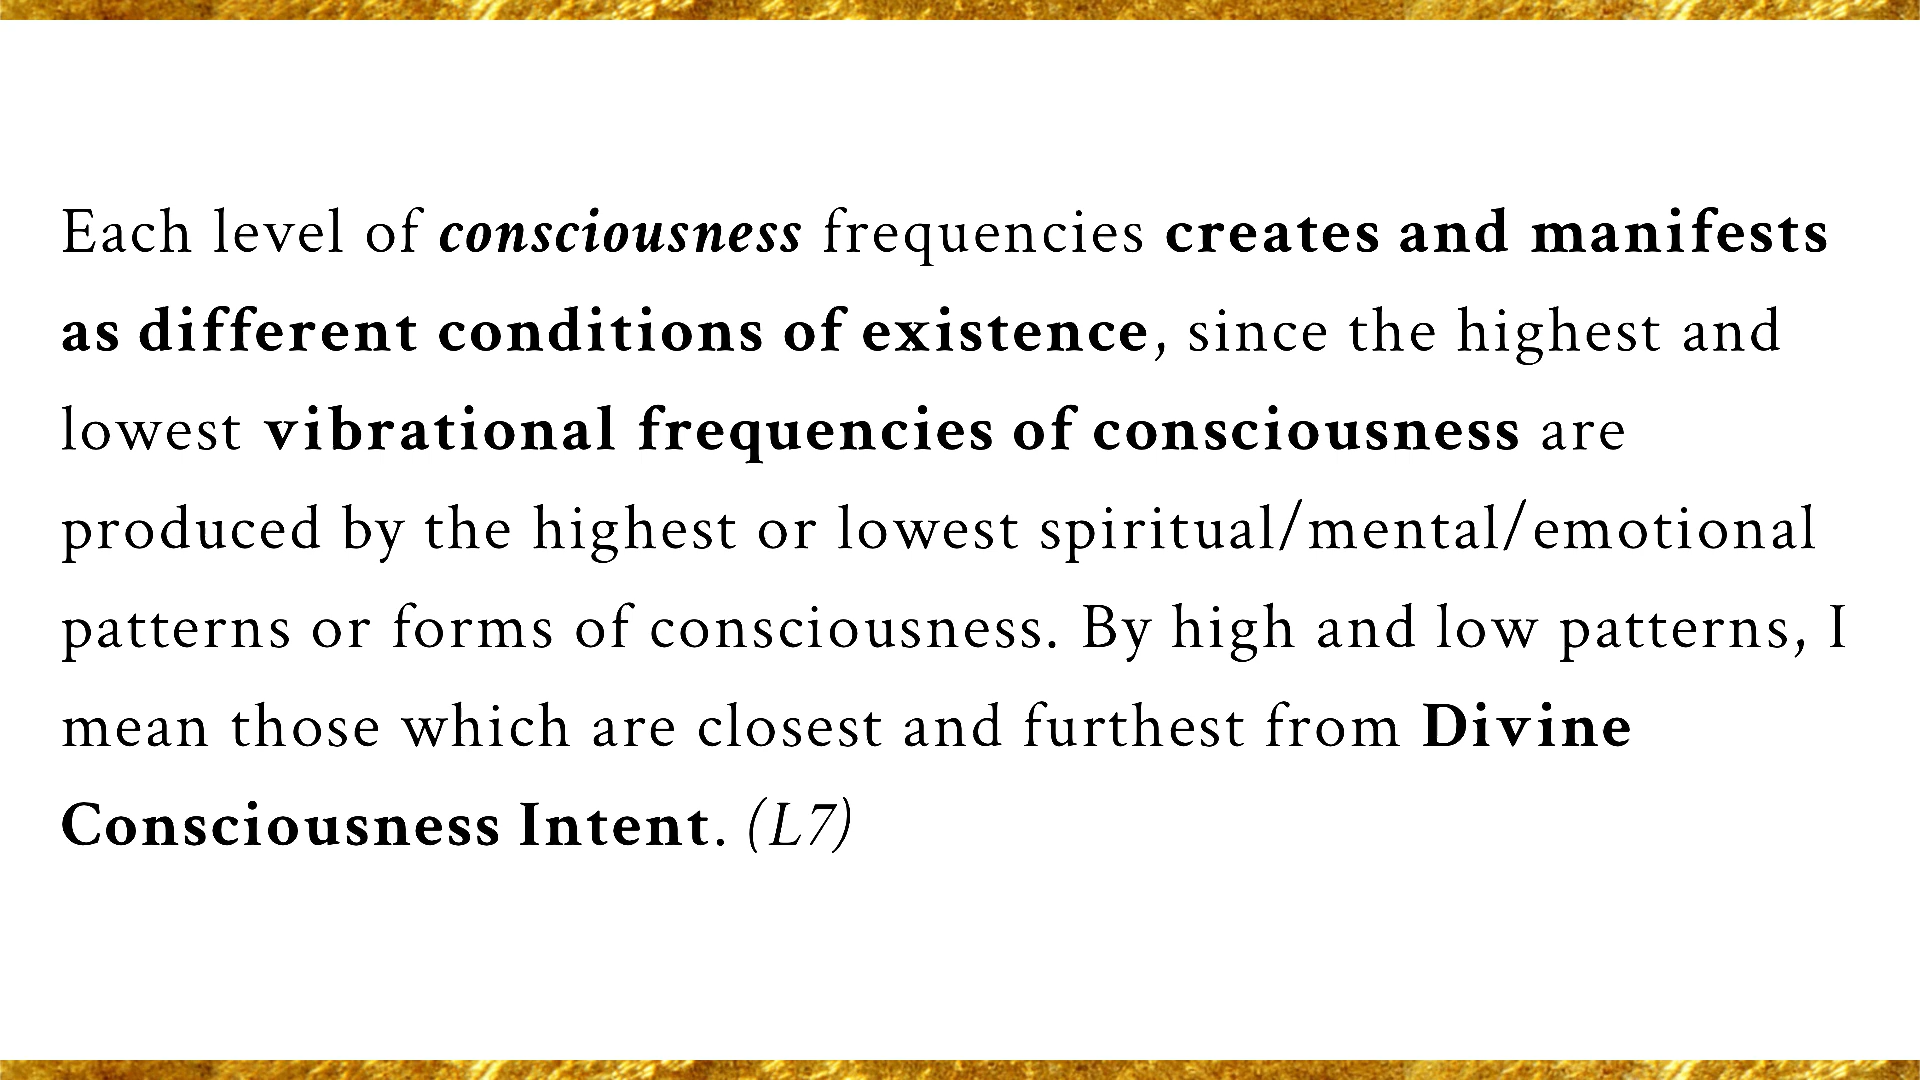 Each level of consciousness frequencies creates and manifests
as different conditions of existence, since the highest and
lowest vibrational frequencies of consciousness are
produced by the highest or lowest spiritual/mental/emotional
patterns or forms of consciousness. By high and low patterns, I
mean those which are closest and furthest from Divine
Consciousness Intent. (L7)